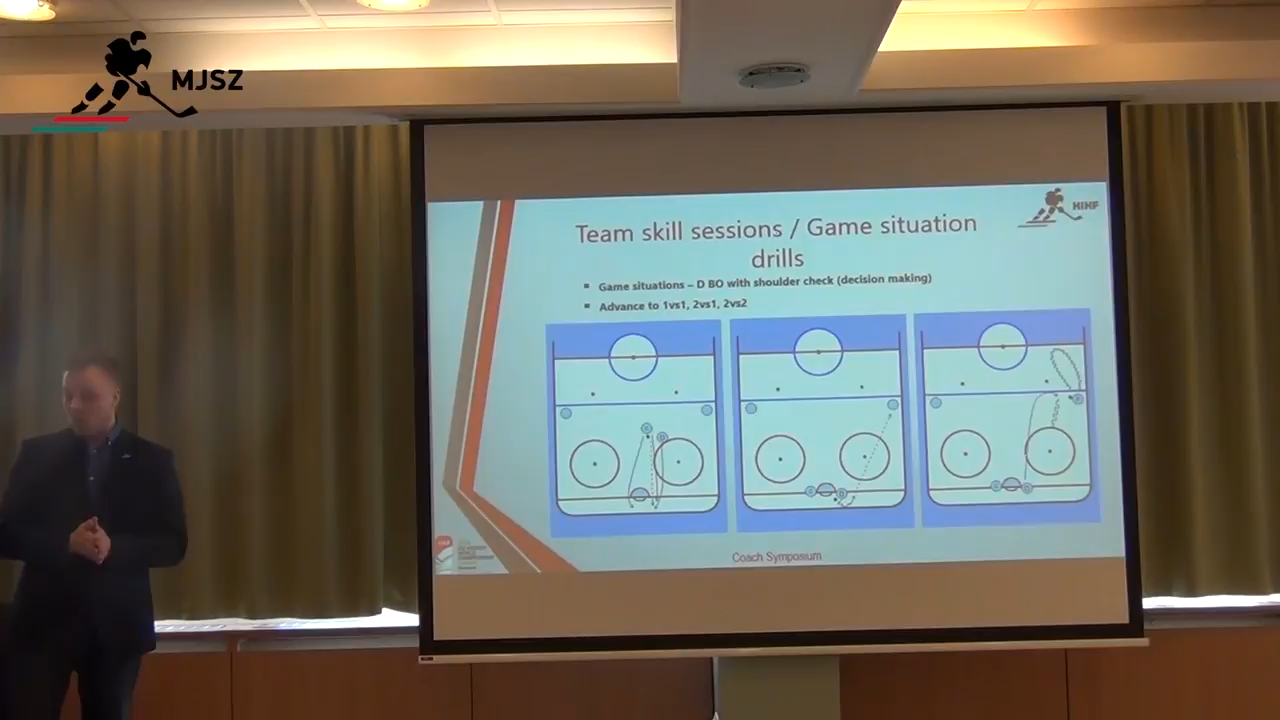 MJSZ
HIHF
Team skill sessions / Game situation
drills
Game situations – D BO with shoulder check (decision making)
Advance to 1vs1, 2vs1, 2vs2
Coach Symposium